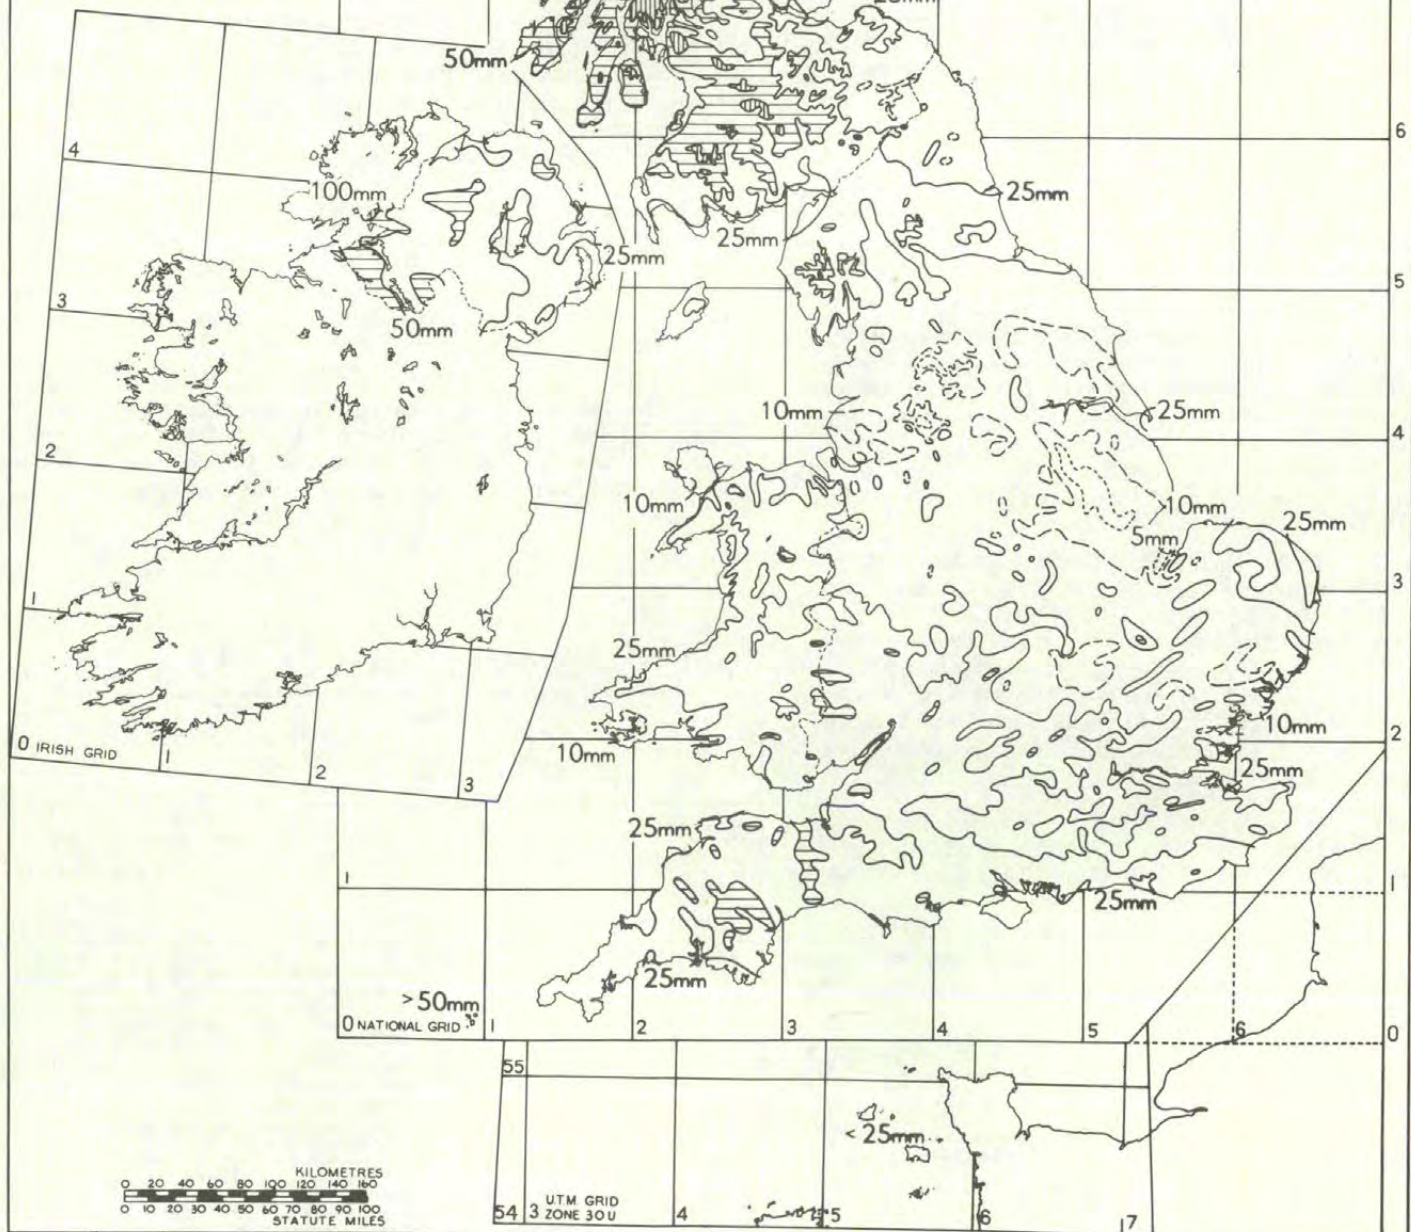 25mm
50mm
6
4
100mm
25mm
25mm
25mm
5
3
50mm
10mm
25mm
4
2
10mm
10mm
25mm
5mm
3
1
25mm
10mm
2
0 IRISH GRID
1
2
3
10mm
25mm
25mm
1
1
25mm
25mm
>50mm
0 NATIONAL GRID
1
2
3
4
5
6
0
55
<25mm
KILOMETRES
0 20 40 60 80 100 120 140 160
0 10 20 30 40 50 60 70 80 90 100
STATUTE MILES
54
3
U.T.M GRID
ZONE 30U
4
5
6
7